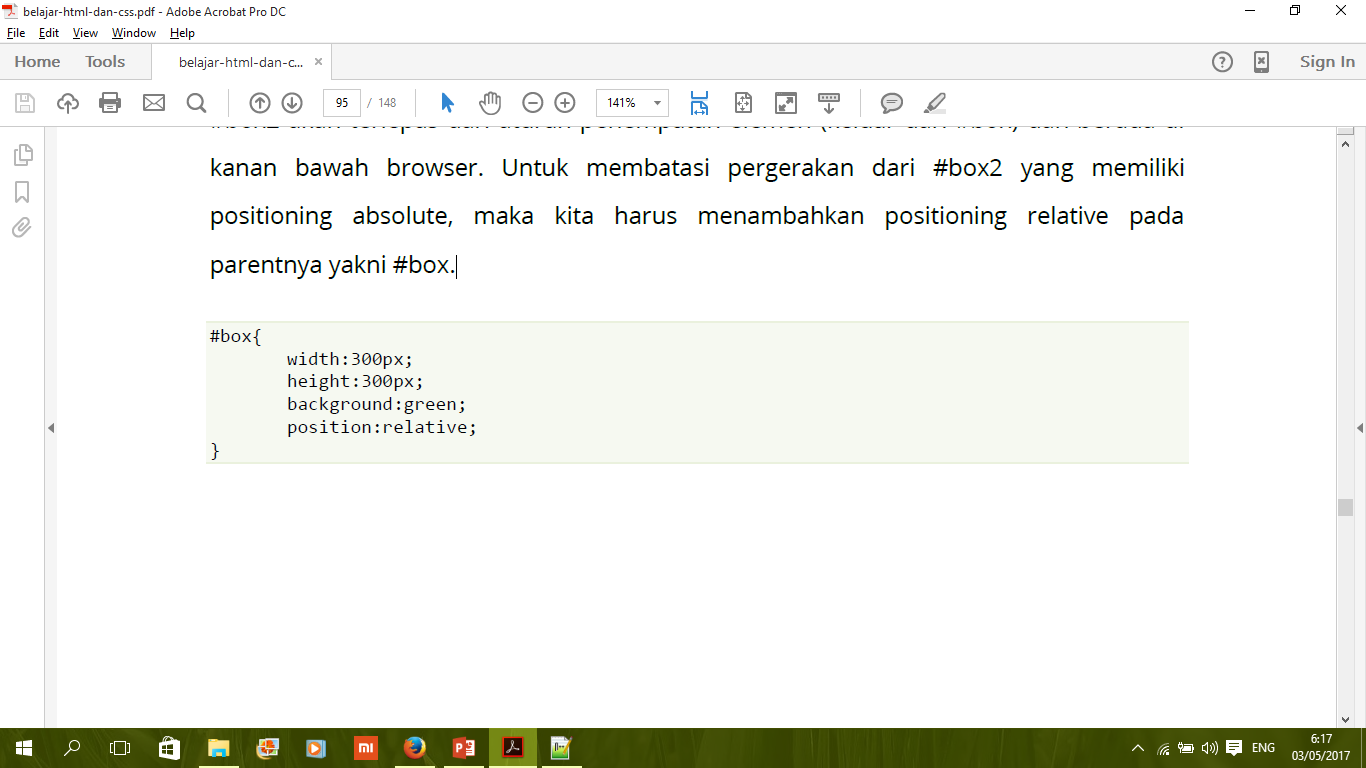 belajar-html-dan-css.pdf - Adobe Acrobat Pro DC
File Edit View Window Help
Home Tools belajar-html-dan-c... × Sign In
95 / 148 141%
kanan bawah browser. Untuk membatasi pergerakan dari #box2 yang memiliki
positioning absolute, maka kita harus menambahkan positioning relative pada
parentnya yakni #box.
#box{
width:300px;
height:300px;
background:green;
position:relative;
}
ENG 6:17
03/05/2017